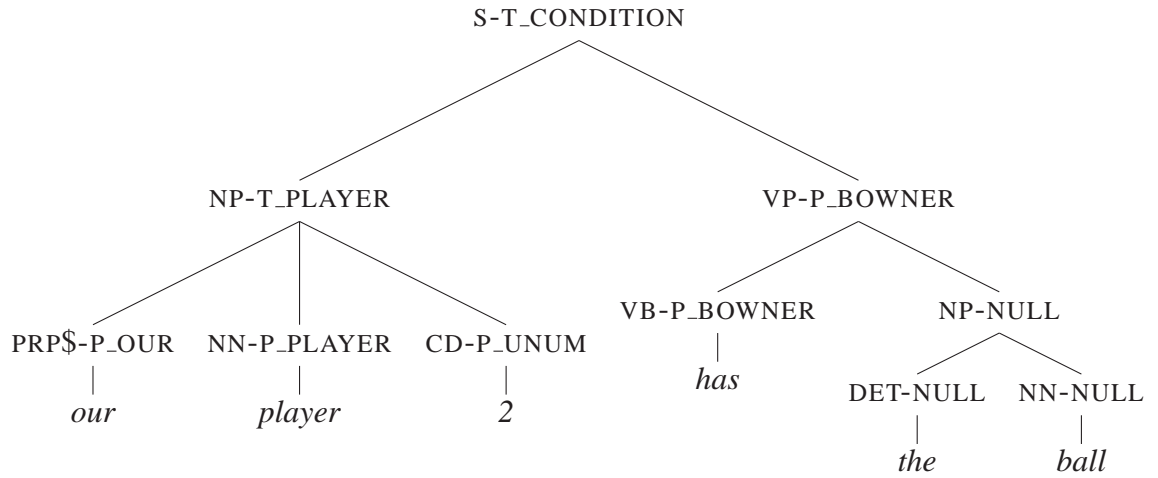 S-T_CONDITION
NP-T_PLAYER VP-P_BOWNER
PRP$-P_OUR NN-P_PLAYER CD-P_UNUM VB-P_BOWNER NP-NULL
our player 2 has DET-NULL NN-NULL
the ball